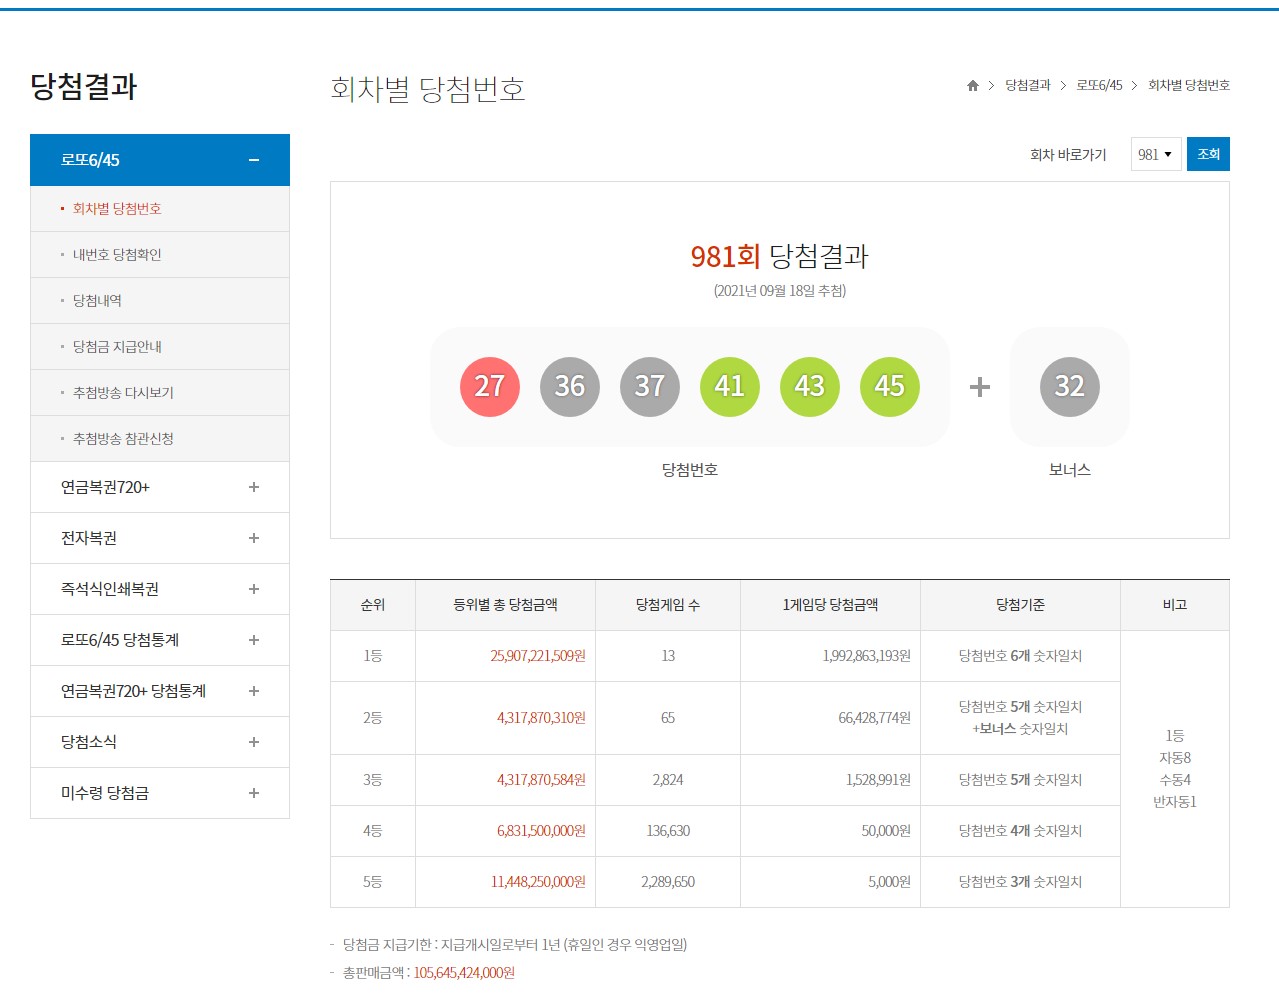 당첨결과
로또6/45
회차별 당첨번호
내번호 당첨확인
당첨내역
당첨금 지급안내
추첨방송 다시보기
추첨방송 참관신청
연금복권720+
전자복권
즉석식인쇄복권
로또6/45 당첨통계
연금복권720+ 당첨통계
당첨소식
미수령 당첨금
회차별 당첨번호
당첨결과 > 로또6/45 > 회차별 당첨번호
회차 바로가기 981 조회
981회 당첨결과
(2021년 09월 18일 추첨)
27 36 37 41 43 45 + 32
당첨번호 보너스
순위 등위별 총 당첨금액 당첨게임 수 1게임당 당첨금액 당첨기준 비고
1등 25,907,221,509원 13 1,992,863,193원 당첨번호 6개 숫자일치
2등 4,317,870,310원 65 66,428,774원 당첨번호 5개 숫자일치
+보너스 숫자일치
3등 4,317,870,584원 2,824 1,528,991원 당첨번호 5개 숫자일치
4등 6,831,500,000원 136,630 50,000원 당첨번호 4개 숫자일치
5등 11,448,250,000원 2,289,650 5,000원 당첨번호 3개 숫자일치
1등
자동8
수동4
반자동1
- 당첨금 지급기한 : 지급개시일로부터 1년 (휴일인 경우 익영업일)
- 총판매금액 : 105,645,424,000원